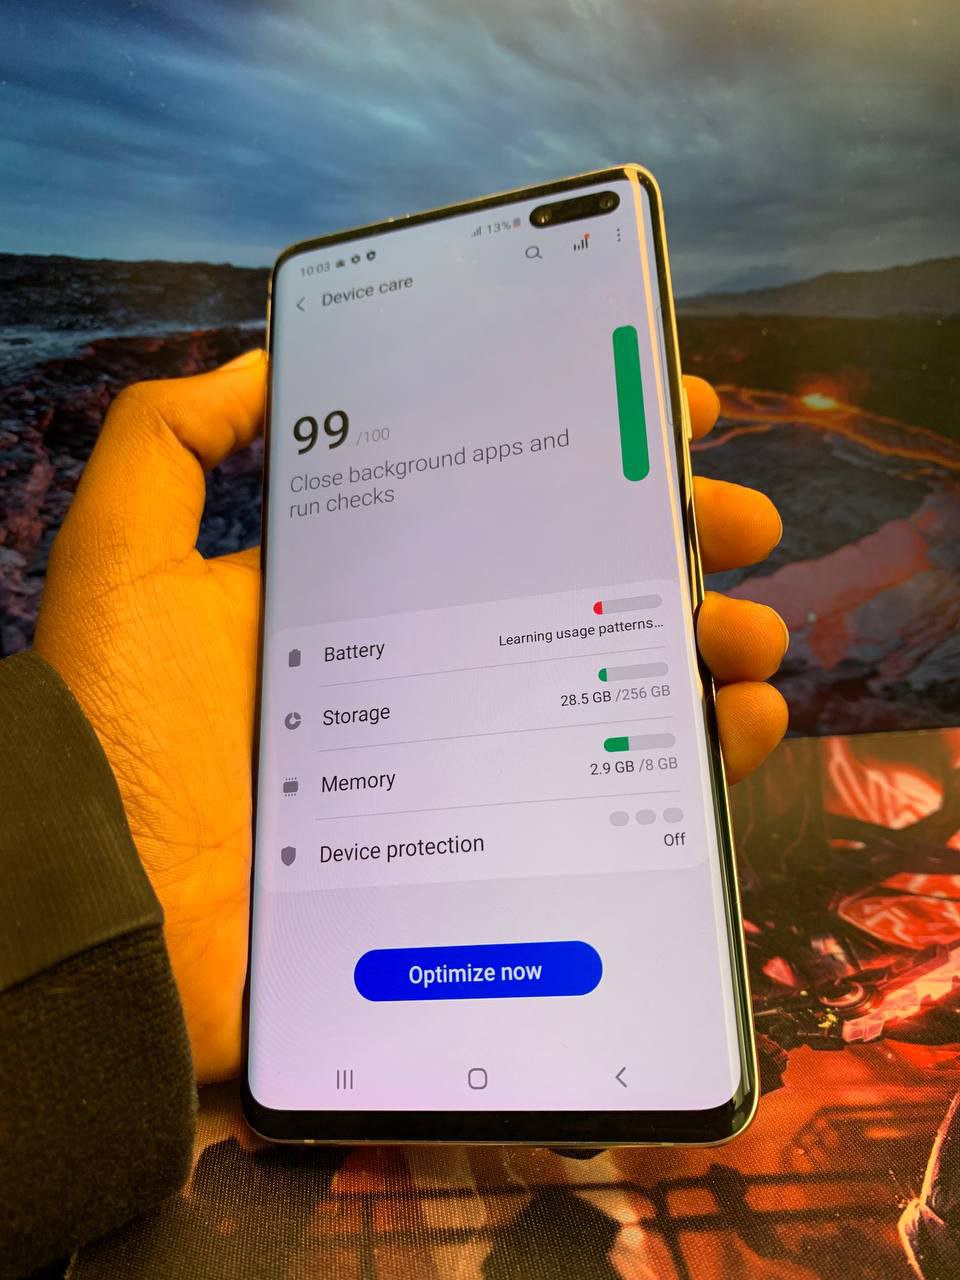 10:03 13%
Device care
99 /100
Close background apps and
run checks
Battery
Learning usage patterns...
Storage
28.5 GB /256 GB
Memory
2.9 GB /8 GB
Device protection
Off
Optimize now